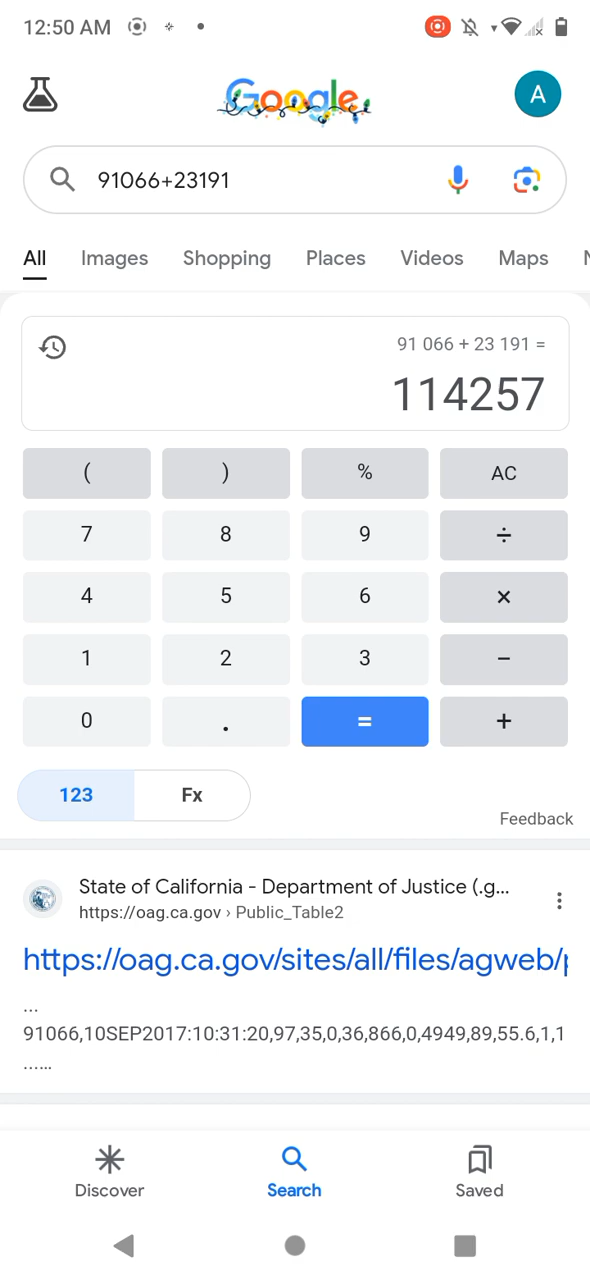 12:50 AM
Google
A
91066+23191
All Images Shopping Places Videos Maps N
91 066 + 23 191 =
114257
( ) % AC
7 8 9 ÷
4 5 6 ×
1 2 3 −
0 . = +
123 Fx
Feedback
State of California - Department of Justice (.g...
https://oag.ca.gov › Public_Table2
https://oag.ca.gov/sites/all/files/agweb/p
...
91066,10SEP2017:10:31:20,97,35,0,36,866,0,4949,89,55.6,1,1
...…
Discover Search Saved